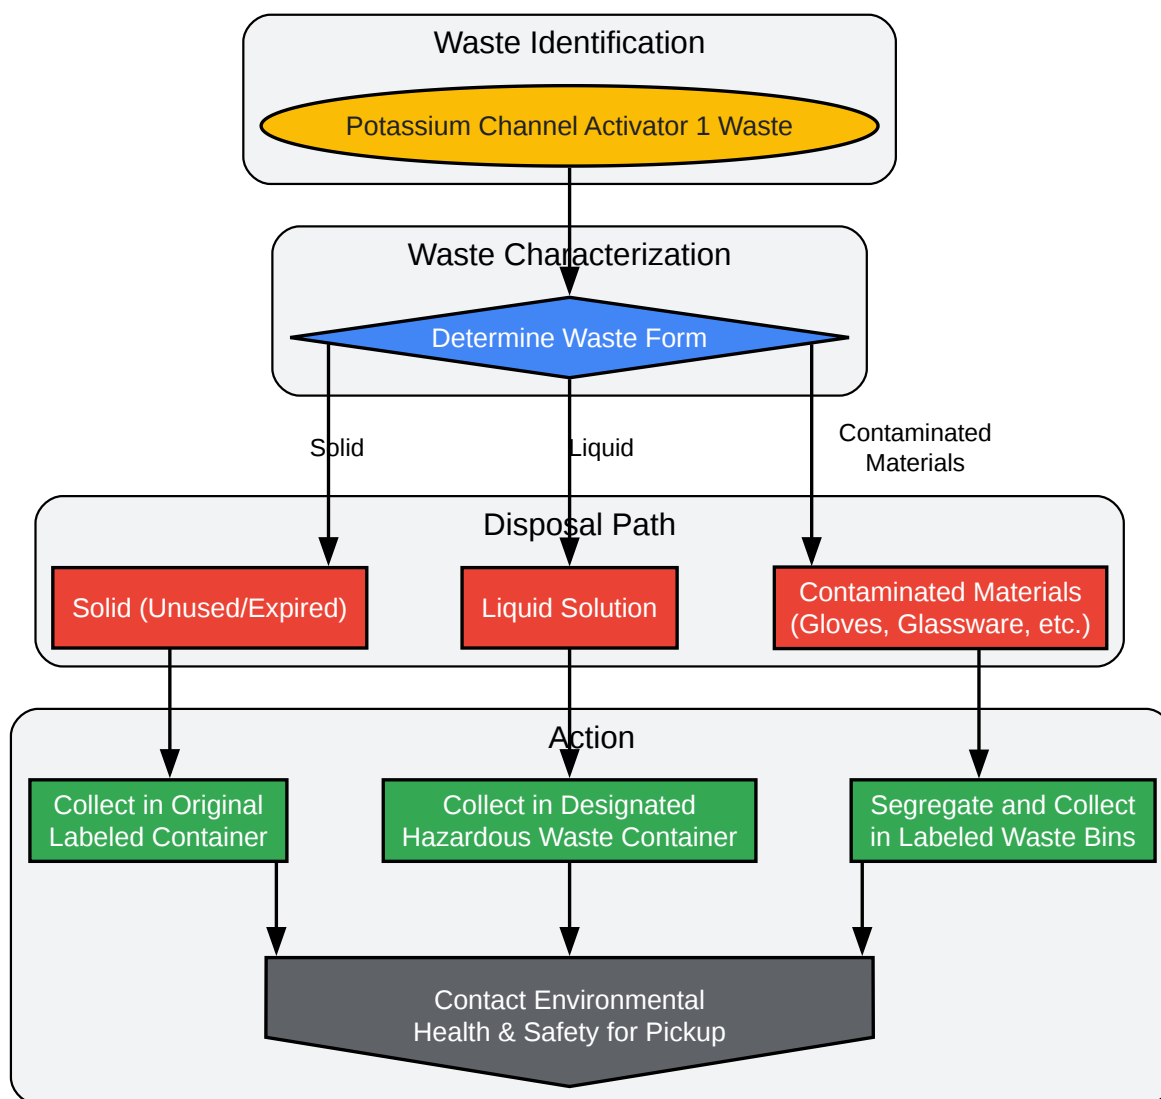 Waste Identification
Potassium Channel Activator 1 Waste
Waste Characterization
Determine Waste Form
Solid
Liquid
Contaminated
Materials
Disposal Path
Solid (Unused/Expired)
Liquid Solution
Contaminated Materials
(Gloves, Glassware, etc.)
Action
Collect in Original
Labeled Container
Collect in Designated
Hazardous Waste Container
Segregate and Collect
in Labeled Waste Bins
Contact Environmental
Health & Safety for Pickup